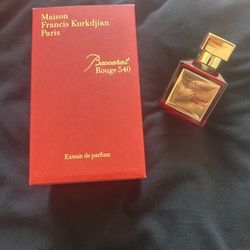 Maison
Francis Kurkdjian
Paris
Baccarat
Rouge 540
Extrait de parfum